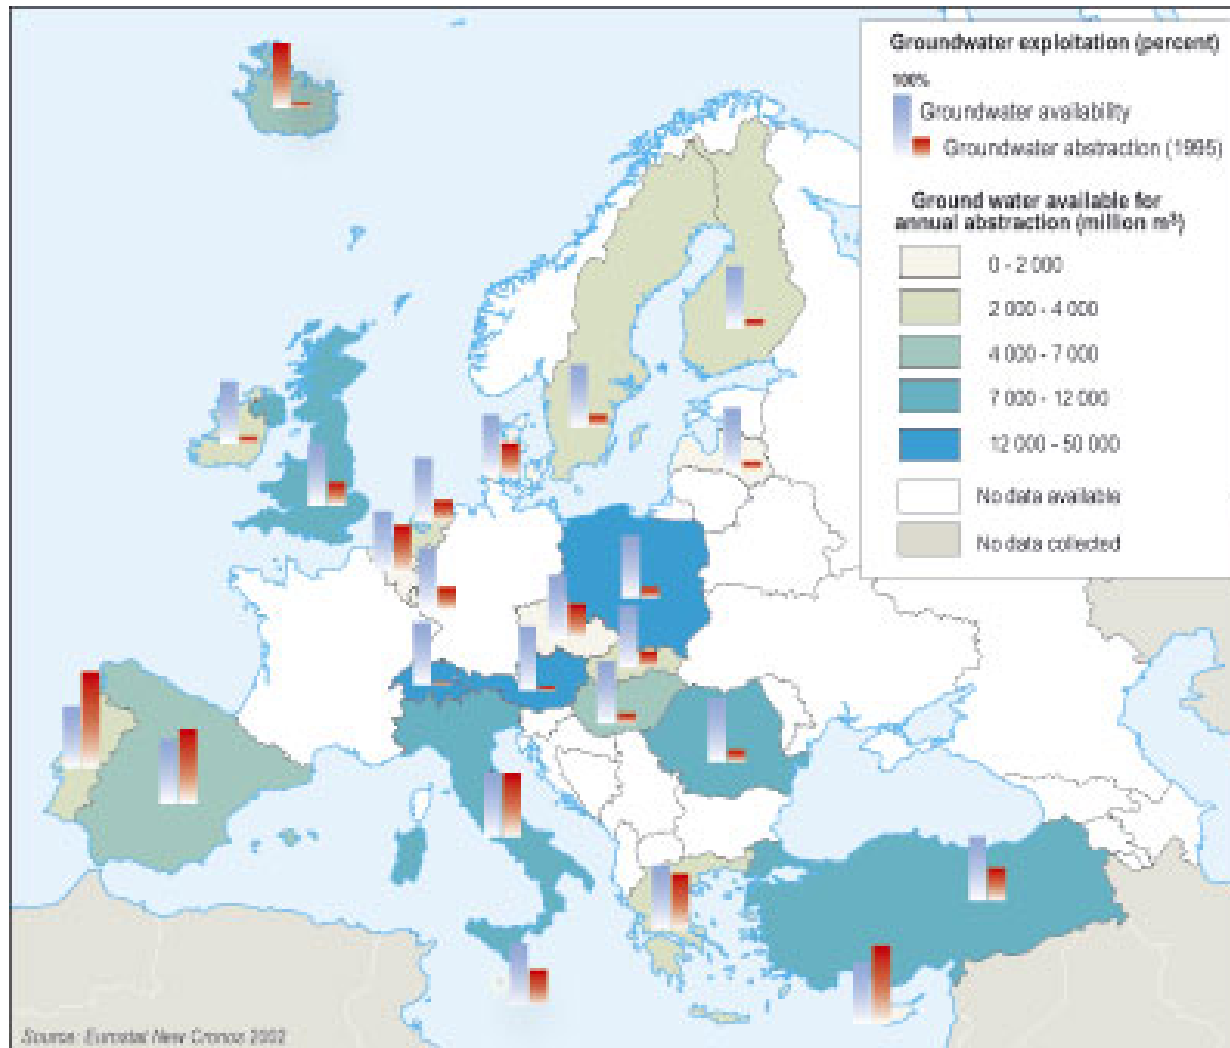 Groundwater exploitation (percent)
100%
Groundwater availability
Groundwater abstraction (1995)
Ground water available for
annual abstraction (million m³)
0 - 2 000
2 000 - 4 000
4 000 - 7 000
7 000 - 12 000
12 000 - 50 000
No data available
No data collected
Source: Eurostat New Cronos 2002